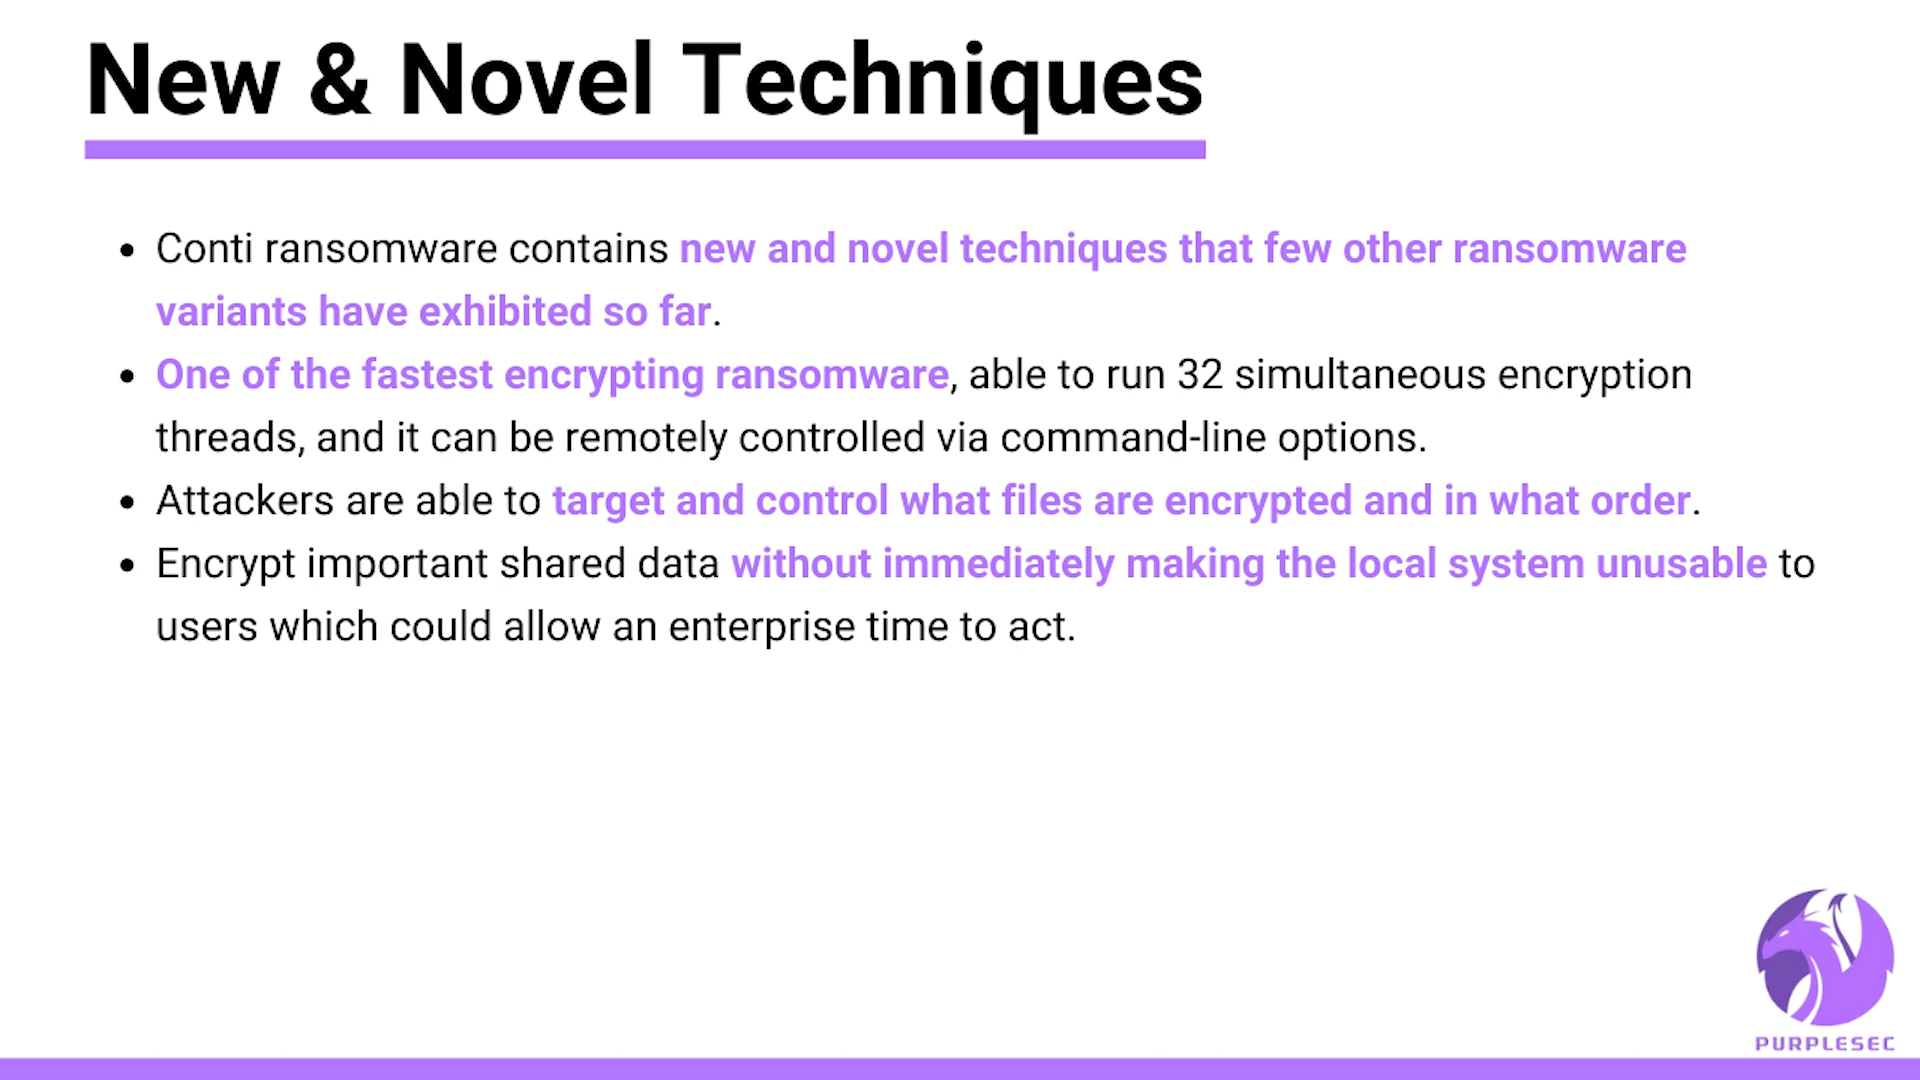 New & Novel Techniques
• Conti ransomware contains new and novel techniques that few other ransomware
variants have exhibited so far.
• One of the fastest encrypting ransomware, able to run 32 simultaneous encryption
threads, and it can be remotely controlled via command-line options.
• Attackers are able to target and control what files are encrypted and in what order.
• Encrypt important shared data without immediately making the local system unusable to
users which could allow an enterprise time to act.
PURPLESEC